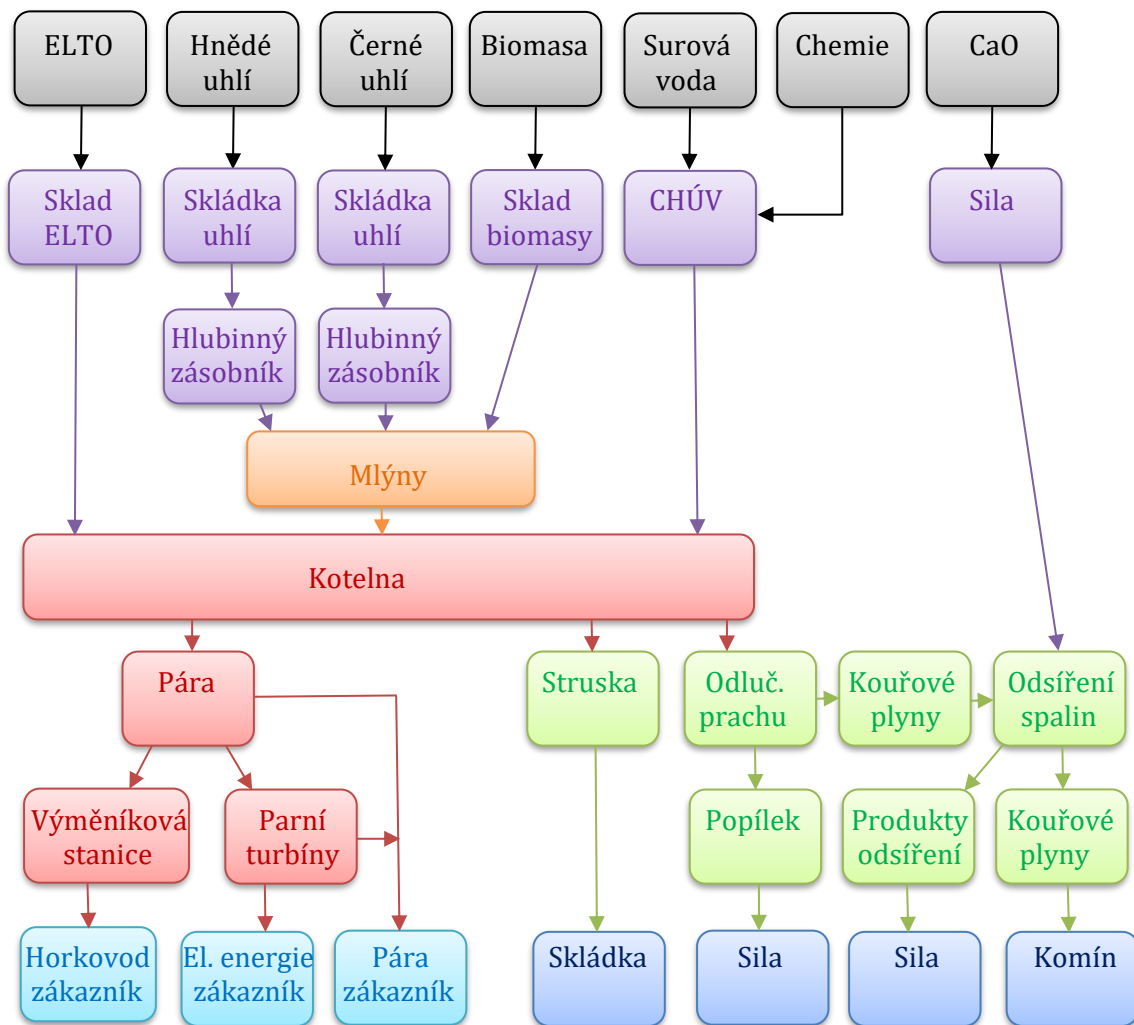 ELTO
Hnědé
uhlí
Černé
uhlí
Biomasa
Surová
voda
Chemie
CaO
Sklad
ELTO
Skládka
uhlí
Skládka
uhlí
Sklad
biomasy
CHÚV
Sila
Hlubinný
zásobník
Hlubinný
zásobník
Mlýny
Kotelna
Pára
Struska
Odluč.
prachu
Kouřové
plyny
Odsíření
spalin
Výměníková
stanice
Parní
turbíny
Popílek
Produkty
odsíření
Kouřové
plyny
Horkovod
zákazník
El. energie
zákazník
Pára
zákazník
Skládka
Sila
Sila
Komín